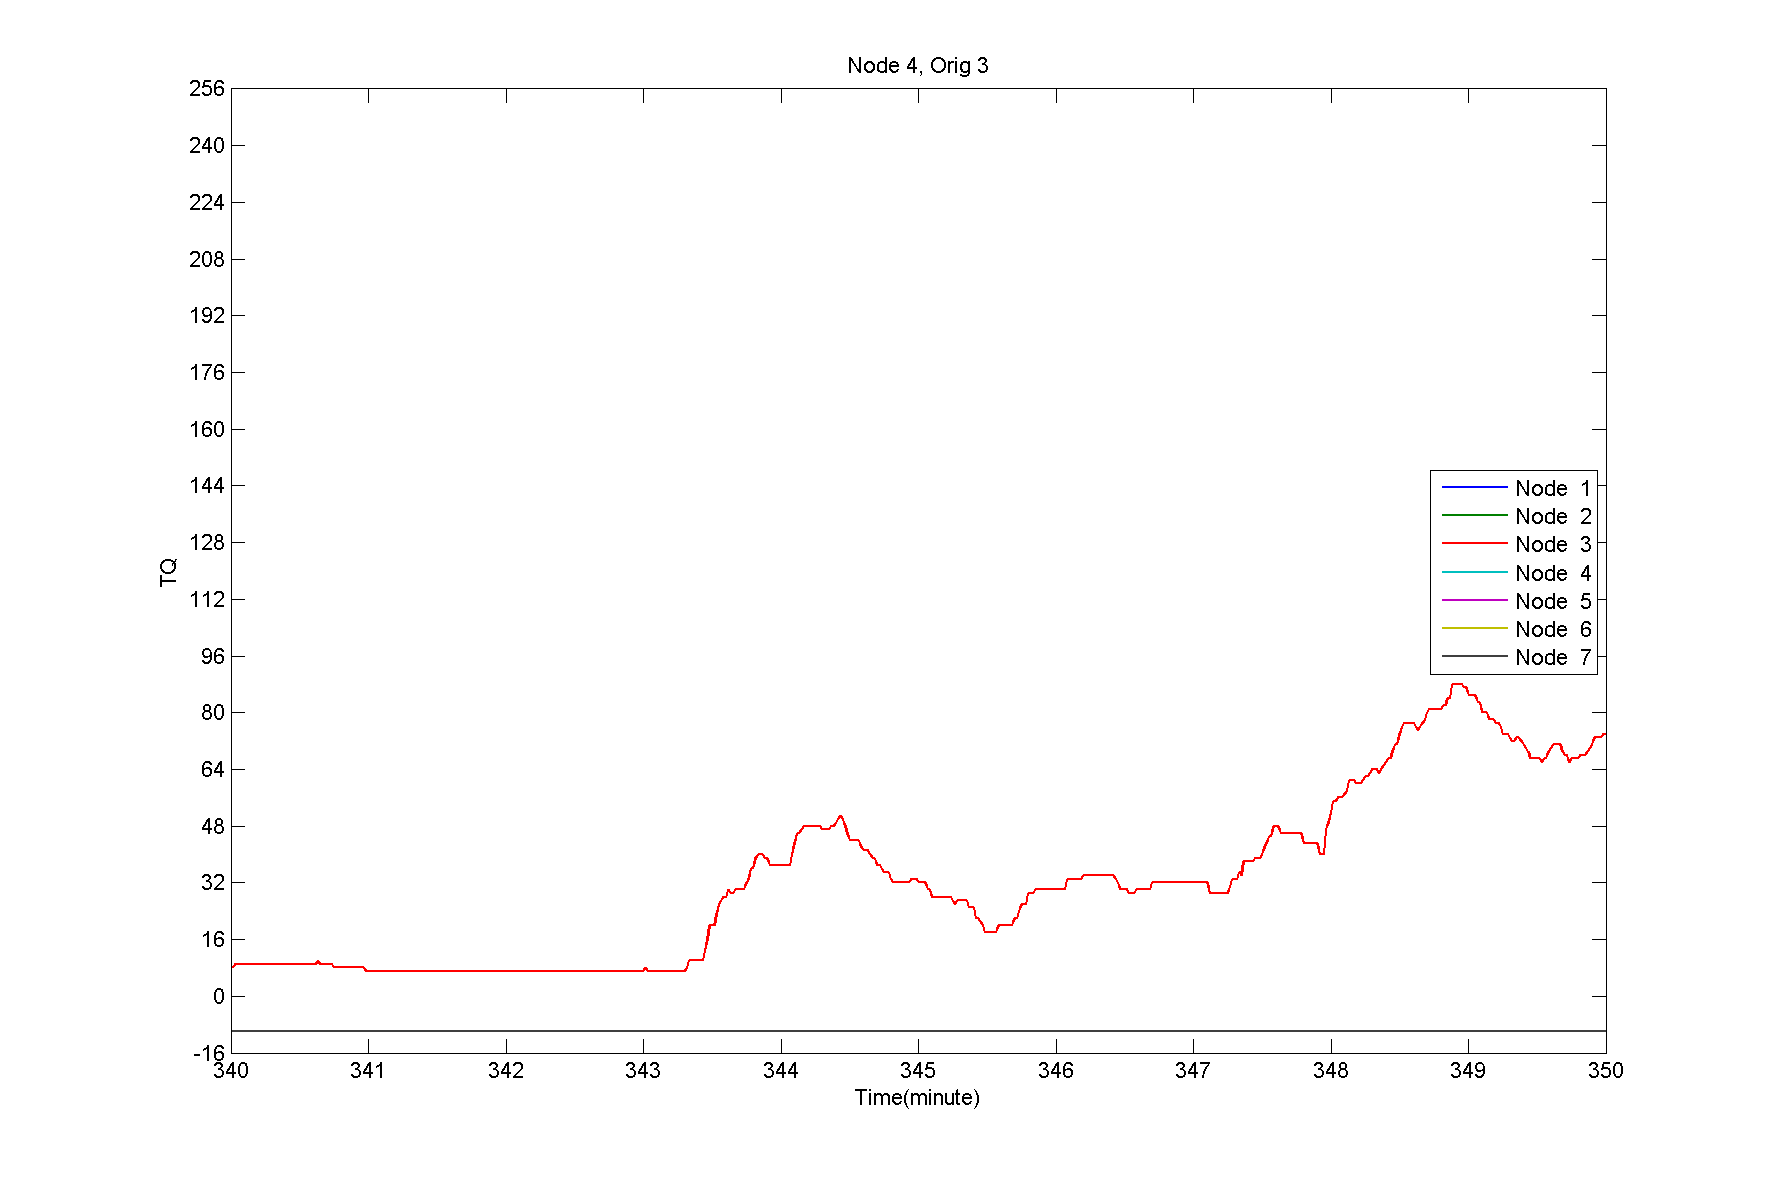 Node 4, Orig 3
256
240
224
208
192
176
160
144
128
112
96
80
64
48
32
16
0
-16
TQ
Node 1
Node 2
Node 3
Node 4
Node 5
Node 6
Node 7
340 341 342 343 344 345 346 347 348 349 350
Time(minute)